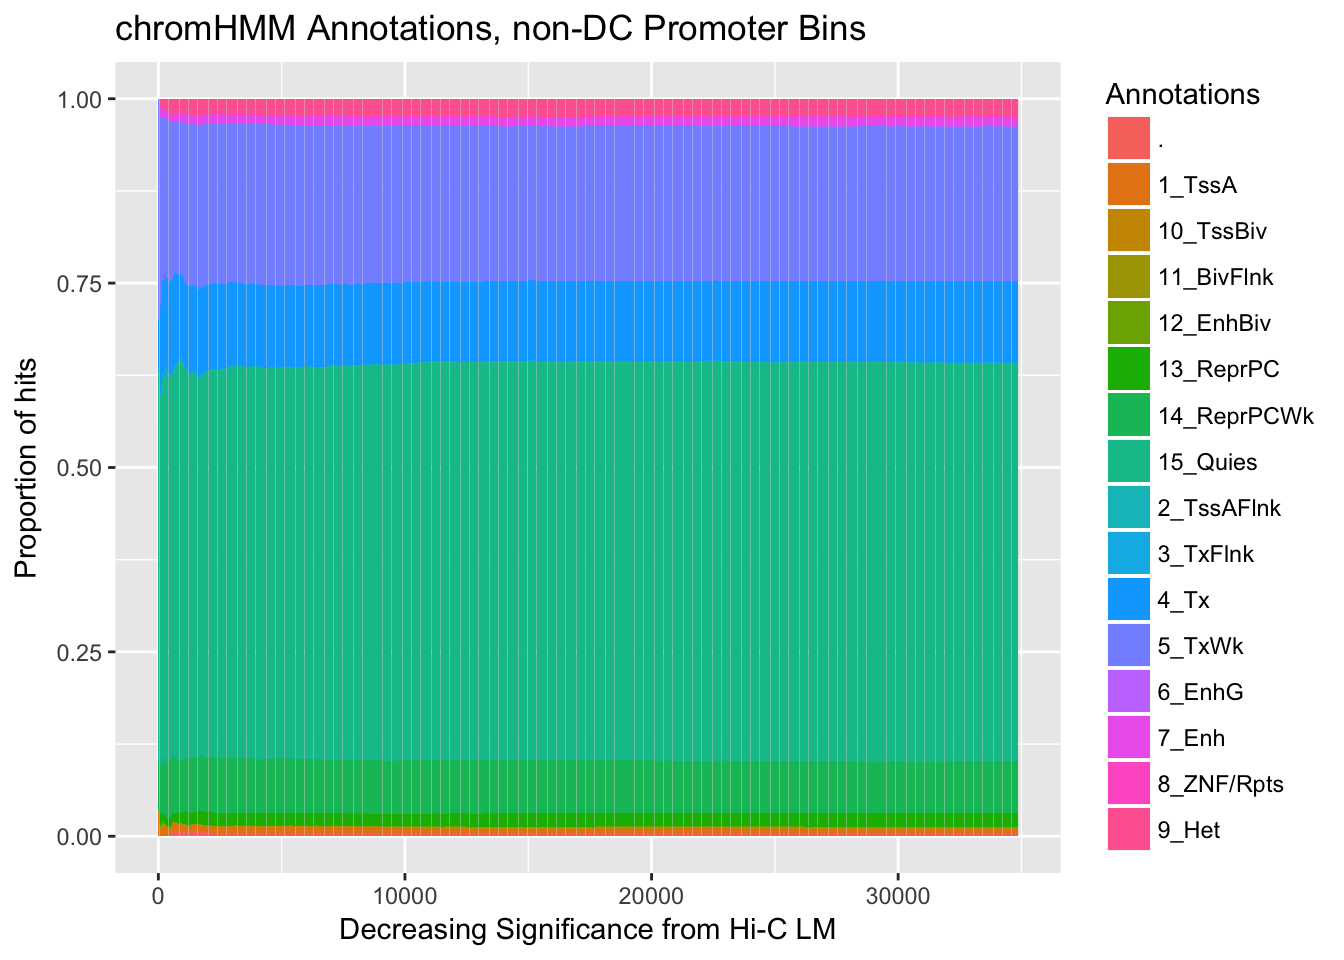 chromHMM Annotations, non-DC Promoter Bins
Proportion of hits
1.00
0.75
0.50
0.25
0.00
0
10000
20000
30000
Decreasing Significance from Hi-C LM
Annotations
.
1_TssA
10_TssBiv
11_BivFlnk
12_EnhBiv
13_ReprPC
14_ReprPCWk
15_Quies
2_TssAFlnk
3_TxFlnk
4_Tx
5_TxWk
6_EnhG
7_Enh
8_ZNF/Rpts
9_Het